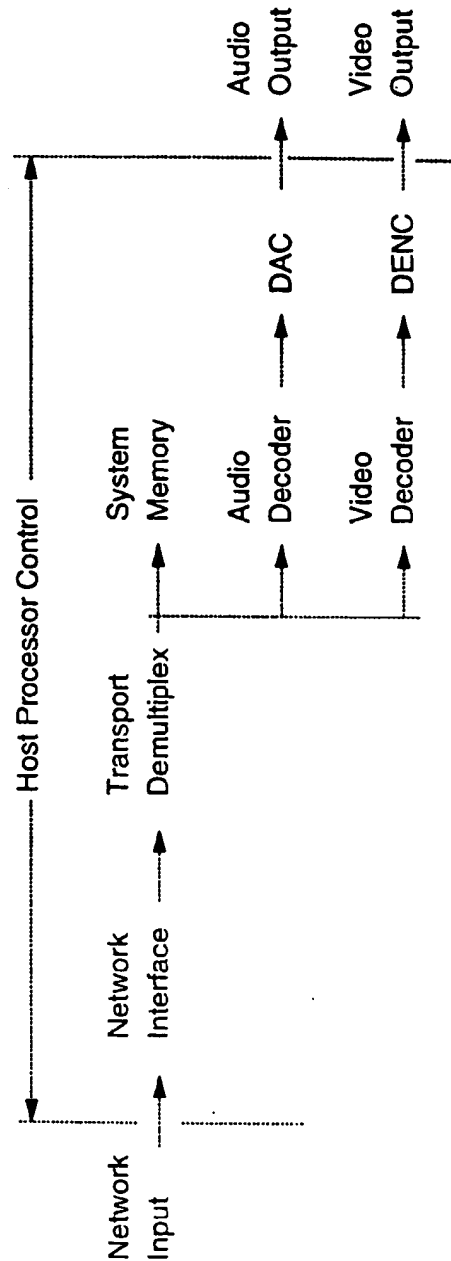 Host Processor Control
Network
Input
Network
Interface
Transport
Demultiplex
System
Memory
Audio
Decoder
DAC
Audio
Output
Video
Decoder
DENC
Video
Output